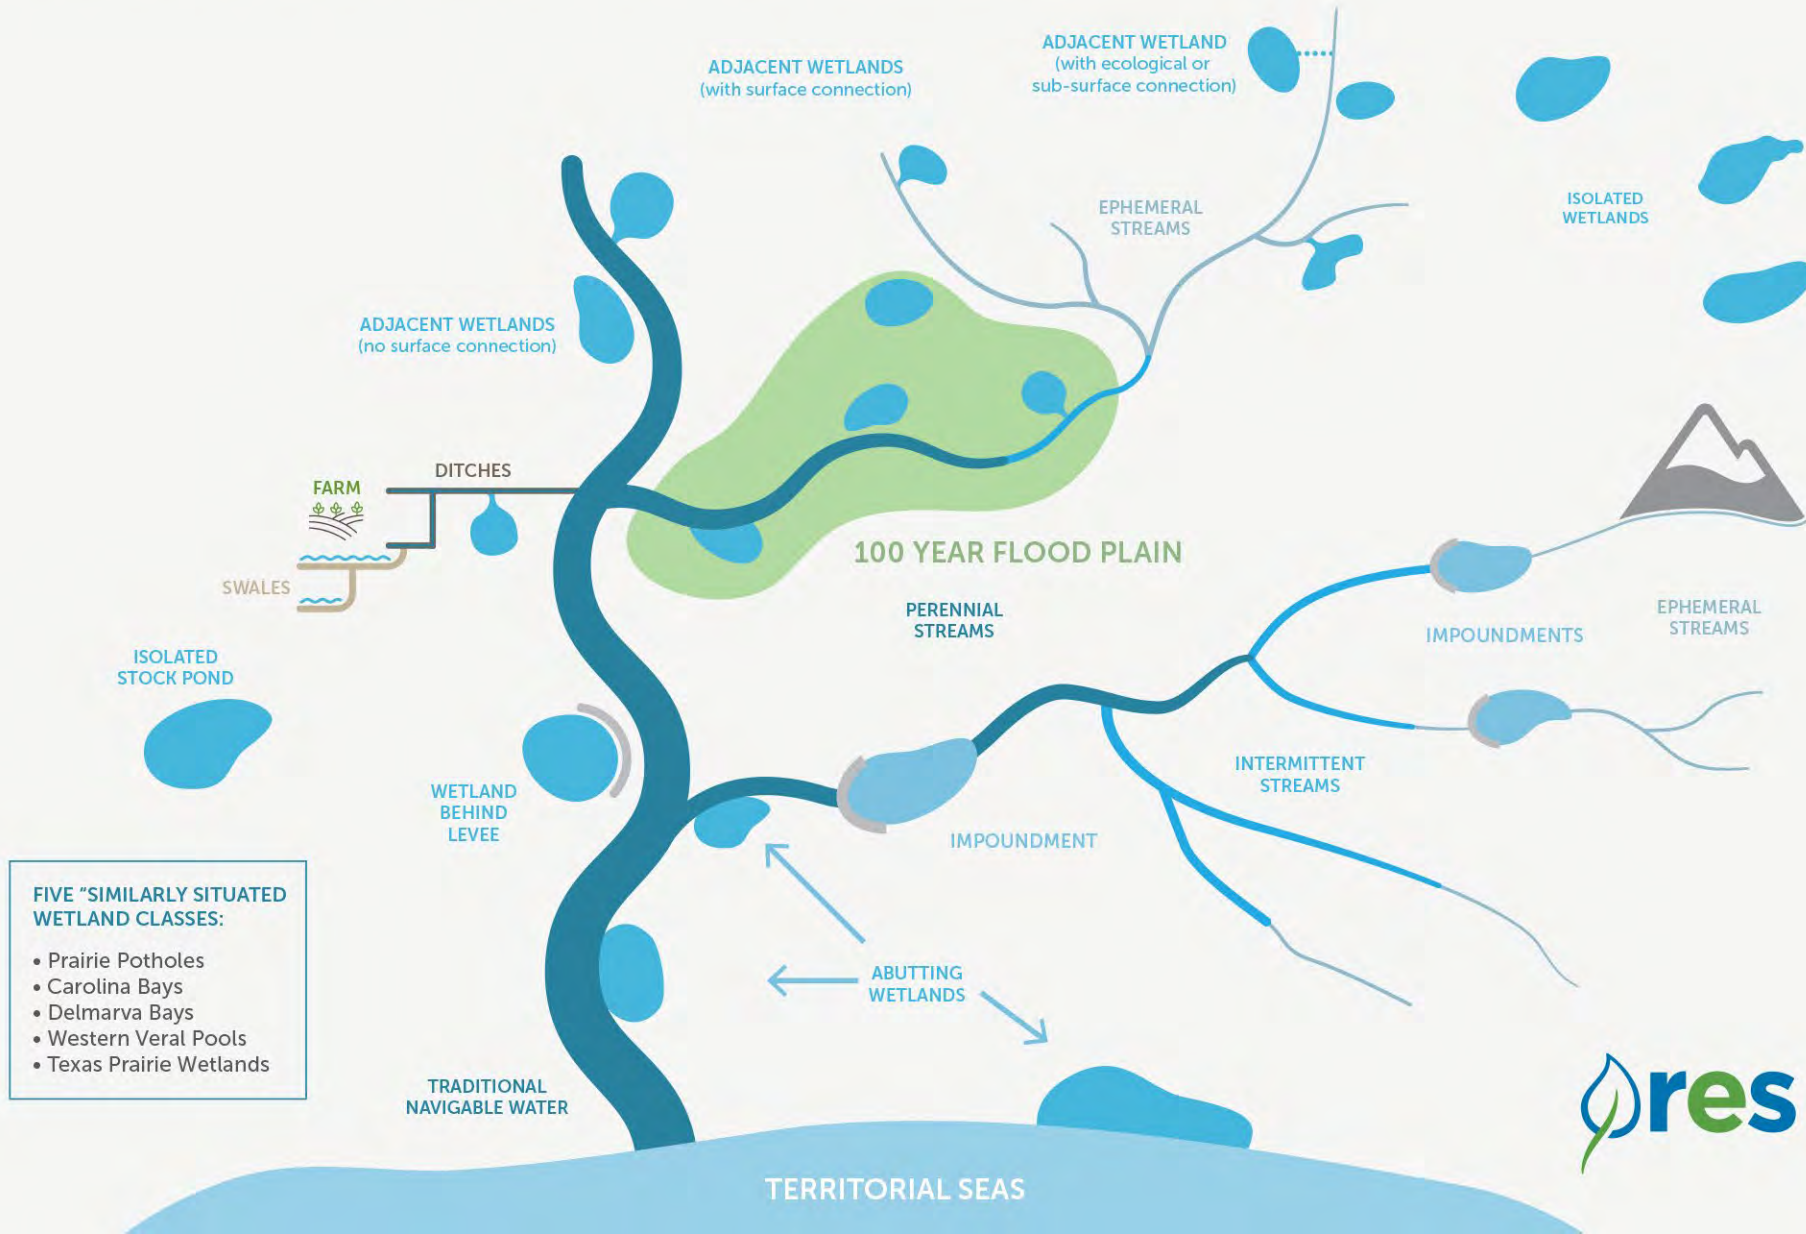 ADJACENT WETLANDS
(with surface connection)
ADJACENT WETLAND
(with ecological or
sub-surface connection)
EPHEMERAL
STREAMS
ISOLATED
WETLANDS
ADJACENT WETLANDS
(no surface connection)
DITCHES
FARM
SWALES
100 YEAR FLOOD PLAIN
PERENNIAL
STREAMS
IMPOUNDMENTS
EPHEMERAL
STREAMS
ISOLATED
STOCK POND
WETLAND
BEHIND
LEVEE
INTERMITTENT
STREAMS
IMPOUNDMENT
FIVE "SIMILARLY SITUATED
WETLAND CLASSES:
• Prairie Potholes
• Carolina Bays
• Delmarva Bays
• Western Veral Pools
• Texas Prairie Wetlands
ABUTTING
WETLANDS
TRADITIONAL
NAVIGABLE WATER
res
TERRITORIAL SEAS